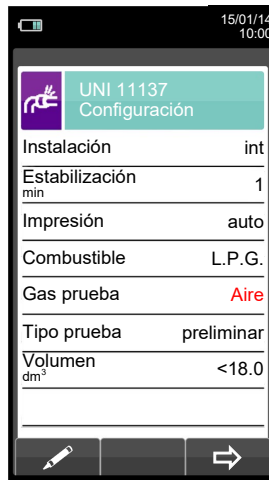 15/01/14
10:00
UNI 11137
Configuración
Instalación int
Estabilización
min 1
Impresión auto
Combustible L.P.G.
Gas prueba Aire
Tipo prueba preliminar
Volumen
dm³ <18.0